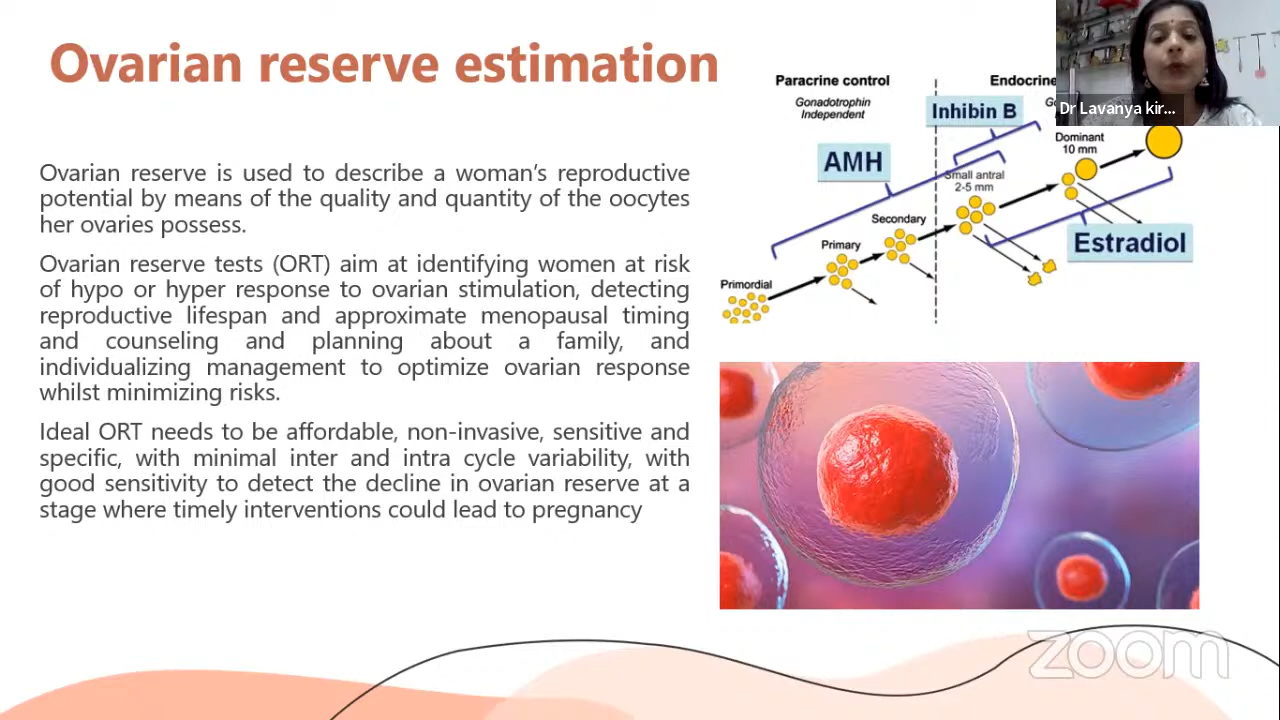 Ovarian reserve estimation
Ovarian reserve is used to describe a woman's reproductive
potential by means of the quality and quantity of the oocytes
her ovaries possess.
Ovarian reserve tests (ORT) aim at identifying women at risk
of hypo or hyper response to ovarian stimulation, detecting
reproductive lifespan and approximate menopausal timing
and counseling and planning about a family, and
individualizing management to optimize ovarian response
whilst minimizing risks.
Ideal ORT needs to be affordable, non-invasive, sensitive and
specific, with minimal inter and intra cycle variability, with
good sensitivity to detect the decline in ovarian reserve at a
stage where timely interventions could lead to pregnancy
Paracrine control
Gonadotrophin
Independent
Endocrine
Inhibin B
AMH
Dominant
10 mm
Small antral
2-5 mm
Secondary
Primary
Primordial
Estradiol
Dr Lavanya kir...
zoom